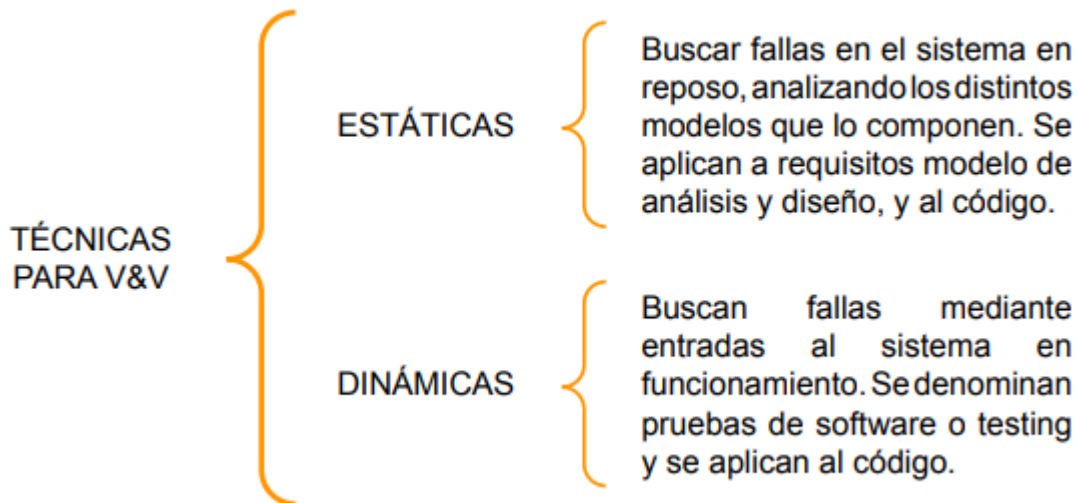 TÉCNICAS
PARA V&V
ESTÁTICAS
Buscar fallas en el sistema en
reposo, analizando los distintos
modelos que lo componen. Se
aplican a requisitos modelo de
análisis y diseño, y al código.
DINÁMICAS
Buscan fallas mediante
entradas al sistema en
funcionamiento. Se denominan
pruebas de software o testing
y se aplican al código.